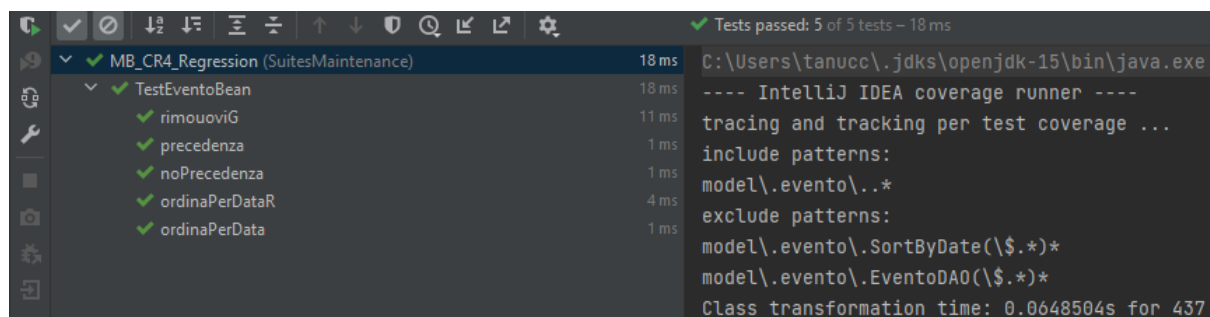 Tests passed: 5 of 5 tests – 18 ms
MB_CR4_Regression (SuitesMaintenance) 18 ms
TestEventoBean 18 ms
rimouoviG 11 ms
precedenza 1 ms
noPrecedenza 1 ms
ordinaPerDataR 4 ms
ordinaPerData 1 ms
C:\Users\tanucc\.jdks\openjdk-15\bin\java.exe
---- IntelliJ IDEA coverage runner ----
tracing and tracking per test coverage ...
include patterns:
model\.evento\..*
exclude patterns:
model\.evento\.SortByDate(\$.*)*
model\.evento\.EventoDAO(\$.*)*
Class transformation time: 0.0648504s for 437